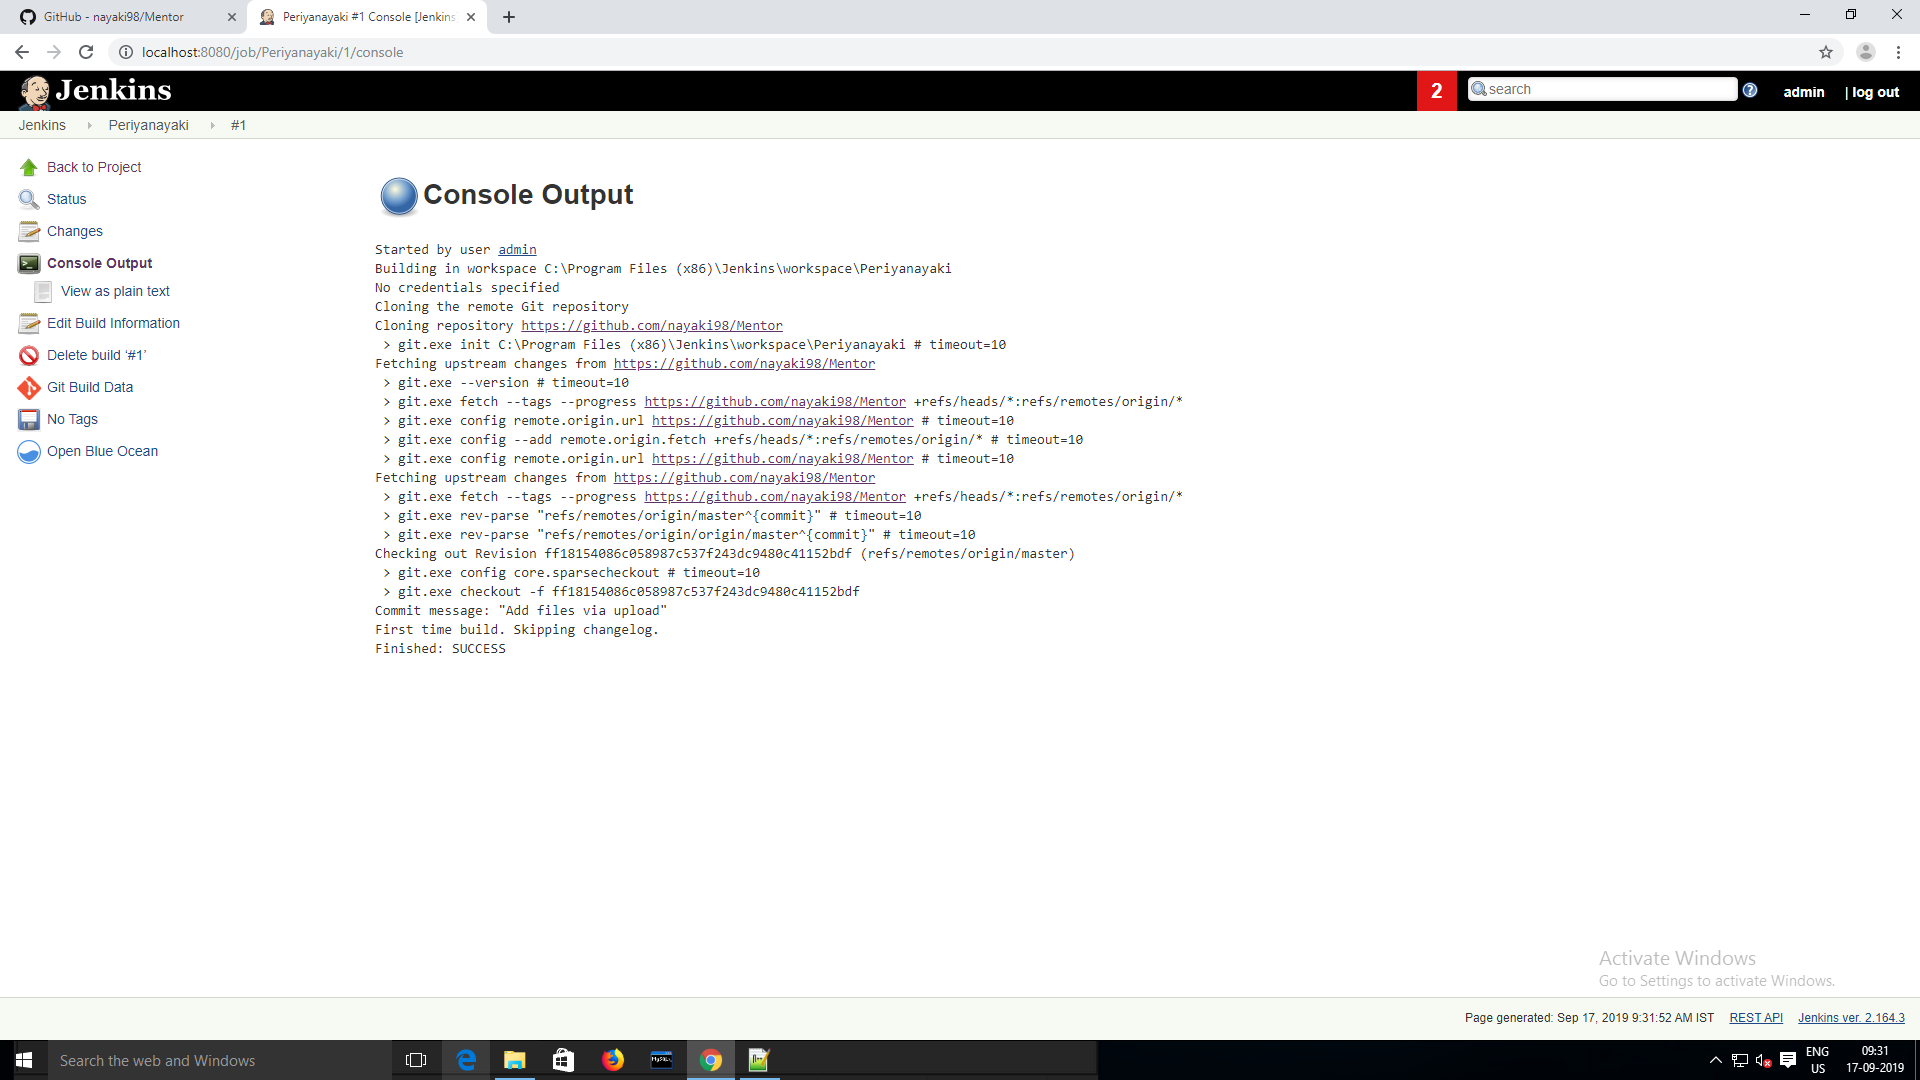 GitHub - nayaki98/Mentor
Periyanayaki #1 Console [Jenkins
localhost:8080/job/Periyanayaki/1/console
Jenkins
2
search
?
admin
| log out
Jenkins
Periyanayaki
#1
Back to Project
Status
Changes
Console Output
View as plain text
Edit Build Information
Delete build ‘#1’
Git Build Data
No Tags
Open Blue Ocean
Console Output
Started by user admin
Building in workspace C:\Program Files (x86)\Jenkins\workspace\Periyanayaki
No credentials specified
Cloning the remote Git repository
Cloning repository https://github.com/nayaki98/Mentor
> git.exe init C:\Program Files (x86)\Jenkins\workspace\Periyanayaki # timeout=10
Fetching upstream changes from https://github.com/nayaki98/Mentor
> git.exe --version # timeout=10
> git.exe fetch --tags --progress https://github.com/nayaki98/Mentor +refs/heads/*:refs/remotes/origin/*
> git.exe config remote.origin.url https://github.com/nayaki98/Mentor # timeout=10
> git.exe config --add remote.origin.fetch +refs/heads/*:refs/remotes/origin/* # timeout=10
> git.exe config remote.origin.url https://github.com/nayaki98/Mentor # timeout=10
Fetching upstream changes from https://github.com/nayaki98/Mentor
> git.exe fetch --tags --progress https://github.com/nayaki98/Mentor +refs/heads/*:refs/remotes/origin/*
> git.exe rev-parse "refs/remotes/origin/master^{commit}" # timeout=10
> git.exe rev-parse "refs/remotes/origin/origin/master^{commit}" # timeout=10
Checking out Revision ff18154086c058987c537f243dc9480c41152bdf (refs/remotes/origin/master)
> git.exe config core.sparsecheckout # timeout=10
> git.exe checkout -f ff18154086c058987c537f243dc9480c41152bdf
Commit message: "Add files via upload"
First time build. Skipping changelog.
Finished: SUCCESS
Activate Windows
Go to Settings to activate Windows.
Page generated: Sep 17, 2019 9:31:52 AM IST
REST API
Jenkins ver. 2.164.3
Search the web and Windows
MySQL
ENG
US
09:31
17-09-2019